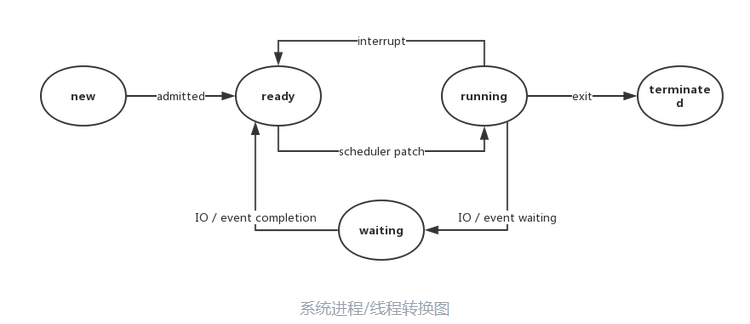 interrupt
new
admitted
ready
running
exit
terminate
d
scheduler patch
IO / event completion
IO / event waiting
waiting
系统进程/线程转换图